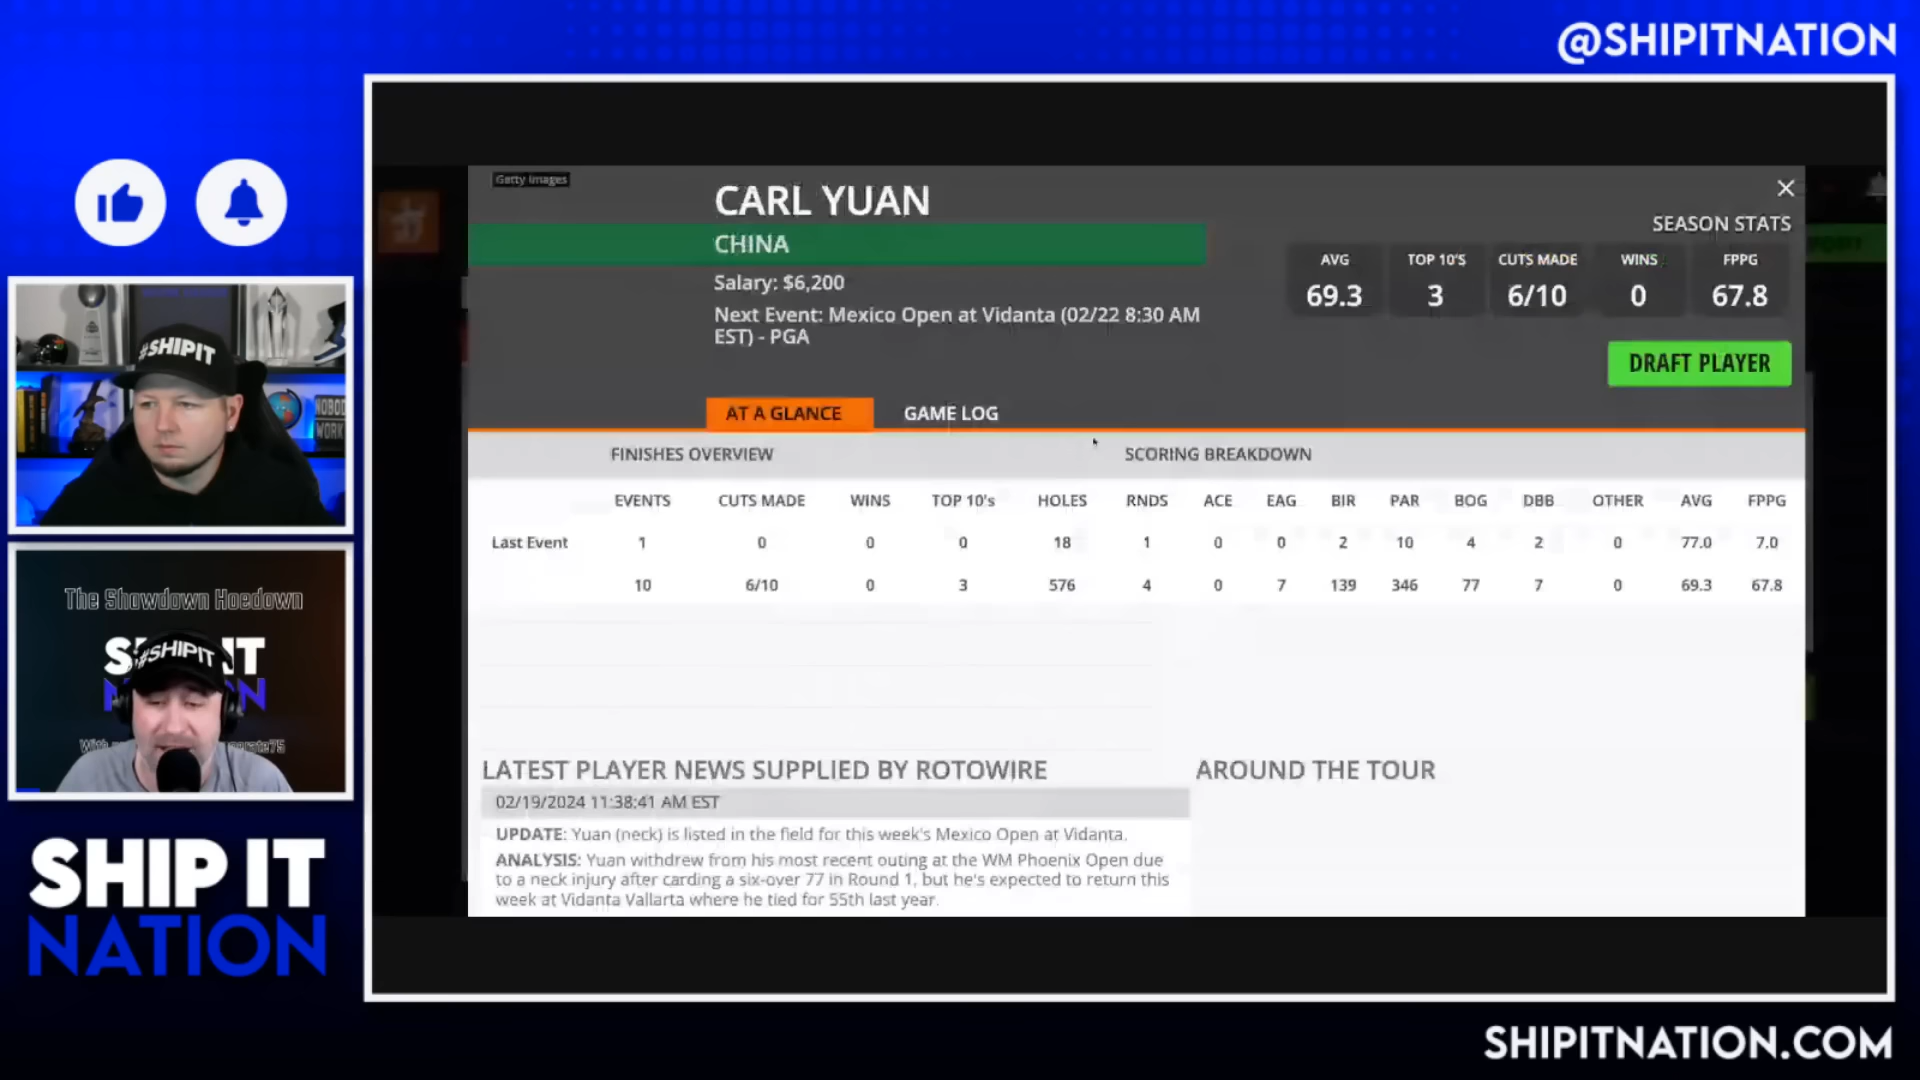 @SHIPITNATION
Getty Images
CARL YUAN
CHINA
Salary: $6,200
Next Event: Mexico Open at Vidanta (02/22 8:30 AM
EST) - PGA
SEASON STATS
AVG TOP 10'S CUTS MADE WINS FPPG
69.3 3 6/10 0 67.8
DRAFT PLAYER
AT A GLANCE GAME LOG
FINISHES OVERVIEW SCORING BREAKDOWN
EVENTS CUTS MADE WINS TOP 10's HOLES RNDS ACE EAG BIR PAR BOG DBB OTHER AVG FPPG
Last Event 1 0 0 0 18 1 0 0 2 10 4 2 0 77.0 7.0
10 6/10 0 3 576 4 0 7 139 346 77 7 0 69.3 67.8
LATEST PLAYER NEWS SUPPLIED BY ROTOWIRE
02/19/2024 11:38:41 AM EST
UPDATE: Yuan (neck) is listed in the field for this week's Mexico Open at Vidanta.
ANALYSIS: Yuan withdrew from his most recent outing at the WM Phoenix Open due
to a neck injury after carding a six-over 77 in Round 1, but he's expected to return this
week at Vidanta Vallarta where he tied for 55th last year.
AROUND THE TOUR
#SHIPIT
NOBOD
WORK
The Showdown Hoedown
#SHIPIT
SHIP IT
NATION
SHIPITNATION.COM